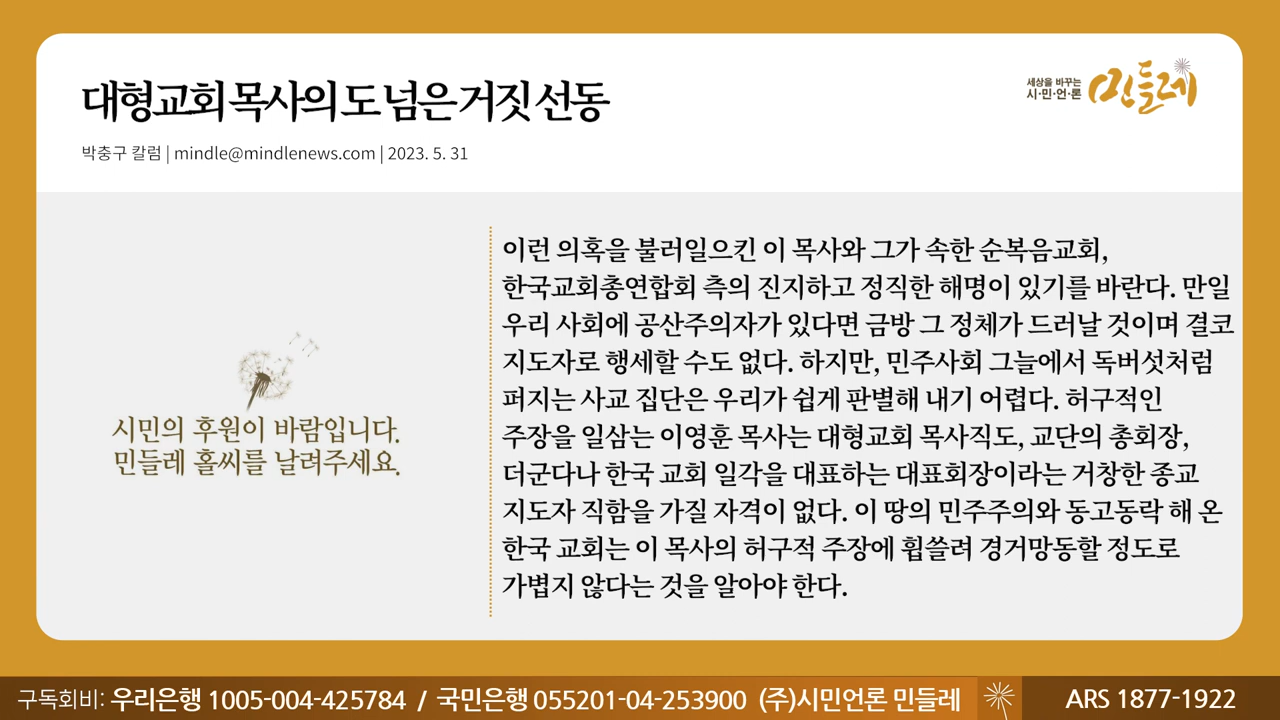 대형교회 목사의 도 넘은 거짓 선동
세상을 바꾸는
시·민·언·론
민들레
박충구 칼럼 | mindle@mindlenews.com | 2023. 5. 31
이런 의혹을 불러일으킨 이 목사와 그가 속한 순복음교회,
한국교회총연합회 측의 진지하고 정직한 해명이 있기를 바란다. 만일
우리 사회에 공산주의자가 있다면 금방 그 정체가 드러날 것이며 결코
지도자로 행세할 수도 없다. 하지만, 민주사회 그늘에서 독버섯처럼
퍼지는 사교 집단은 우리가 쉽게 판별해 내기 어렵다. 허구적인
주장을 일삼는 이영훈 목사는 대형교회 목사직도, 교단의 총회장,
더군다나 한국 교회 일각을 대표하는 대표회장이라는 거창한 종교
지도자 직함을 가질 자격이 없다. 이 땅의 민주주의와 동고동락 해 온
한국 교회는 이 목사의 허구적 주장에 휩쓸려 경거망동할 정도로
가볍지 않다는 것을 알아야 한다.
시민의 후원이 바람입니다.
민들레 홀씨를 날려주세요.
구독회비: 우리은행 1005-004-425784 / 국민은행 055201-04-253900 (주)시민언론 민들레
ARS 1877-1922